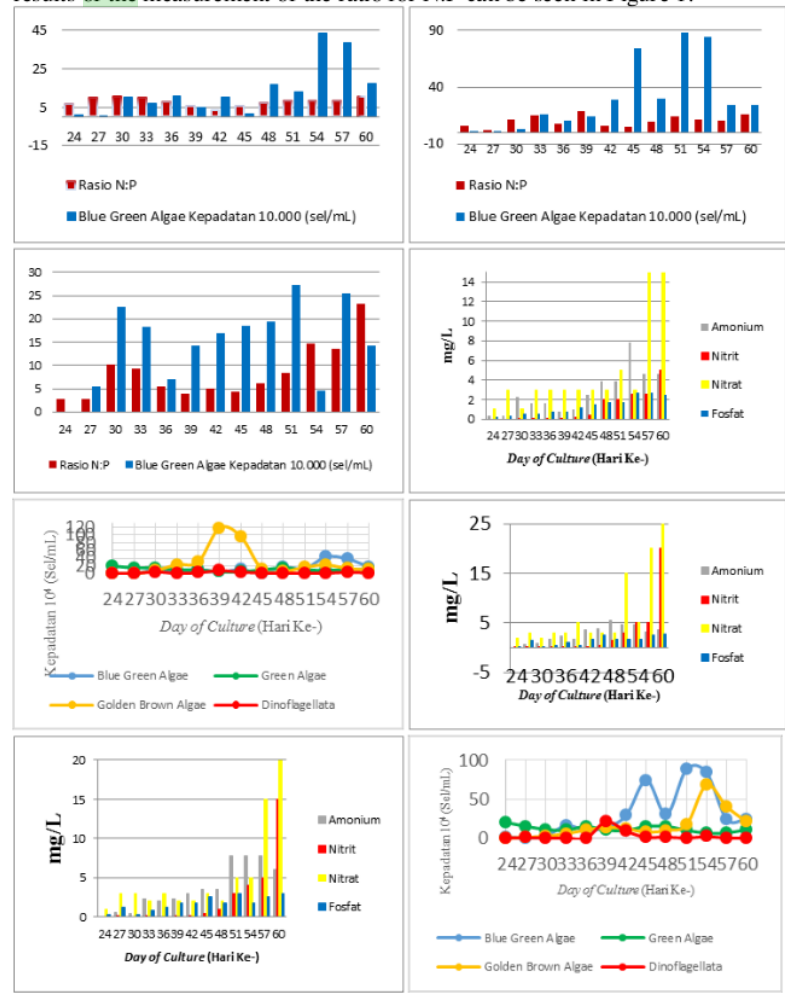 results of the measurement of the ratio for N:P can be seen in Figure 1.
45
25
5
-15
24 27 30 33 36 39 42 45 48 51 54 57 60
Rasio N:P
Blue Green Algae Kepadatan 10.000 (sel/mL)
90
40
-10
24 27 30 33 36 39 42 45 48 51 54 57 60
Rasio N:P
Blue Green Algae Kepadatan 10.000 (sel/mL)
30
25
20
15
10
5
0
24 27 30 33 36 39 42 45 48 51 54 57 60
Rasio N:P Blue Green Algae Kepadatan 10.000 (sel/mL)
mg/L
14
12
10
8
6
4
2
0
24 27 30 33 36 39 42 45 48 51 54 57 60
Day of Culture (Hari Ke-)
Amonium
Nitrit
Nitrat
Fosfat
Kepadatan 10⁴ (Sel/mL)
120
100
80
60
40
20
0
24 27 30 33 36 39 42 45 48 51 54 57 60
Day of Culture (Hari Ke-)
Blue Green Algae Green Algae
Golden Brown Algae Dinoflagellata
mg/L
25
15
5
-5
24 30 36 42 48 54 60
Day of Culture (Hari Ke-)
Amonium
Nitrit
Nitrat
Fosfat
mg/L
20
15
10
5
0
24 27 30 33 36 39 42 45 48 51 54 57 60
Day of Culture (Hari Ke-)
Amonium
Nitrit
Nitrat
Fosfat
Kepadatan 10⁴ (Sel/mL)
100
50
0
24 27 30 33 36 39 42 45 48 51 54 57 60
Day of Culture (Hari Ke-)
Blue Green Algae Green Algae
Golden Brown Algae Dinoflagellata